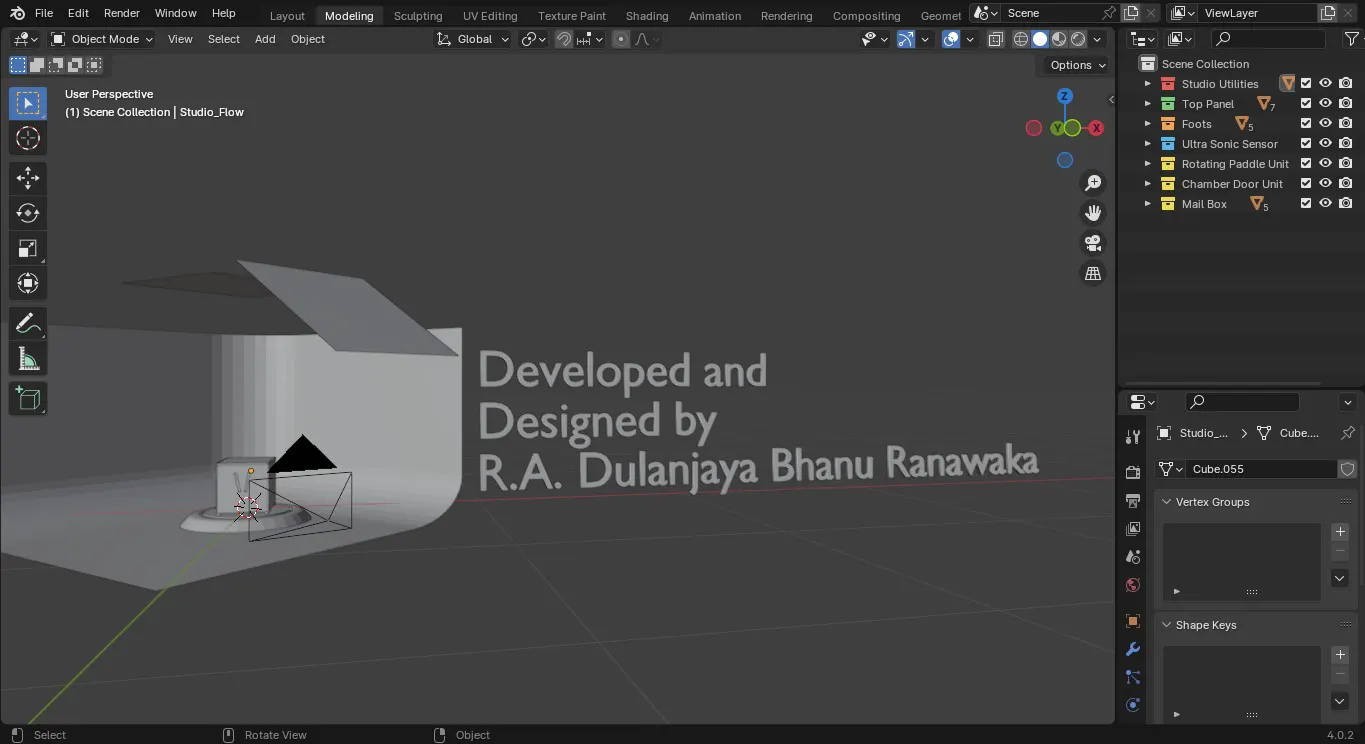 File Edit Render Window Help Layout Modeling Sculpting UV Editing Texture Paint Shading Animation Rendering Compositing Geomet Scene ViewLayer
Object Mode View Select Add Object Global
Options
User Perspective
(1) Scene Collection | Studio_Flow
Z
Y
X
Developed and
Designed by
R.A. Dulanjaya Bhanu Ranawaka
Scene Collection
Studio Utilities
Top Panel 7
Foots 5
Ultra Sonic Sensor
Rotating Paddle Unit
Chamber Door Unit
Mail Box 5
Studio_... Cube....
Cube.055
Vertex Groups
Shape Keys
Select Rotate View Object 4.0.2